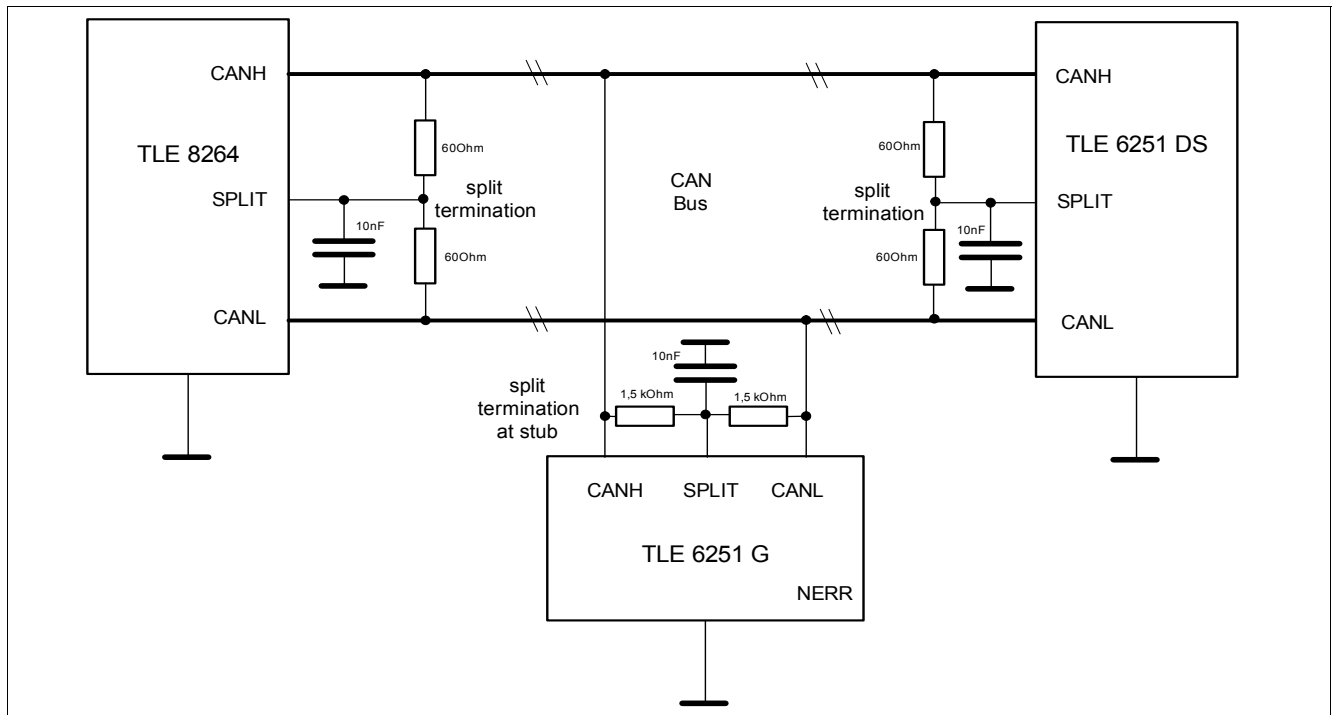 CANH
TLE 8264
SPLIT
CANL
60Ohm
split
termination
10nF
60Ohm
CAN
Bus
60Ohm
split
termination
10nF
60Ohm
CANH
TLE 6251 DS
SPLIT
CANL
split
termination
at stub
10nF
1,5 kOhm
1,5 kOhm
CANH SPLIT CANL
TLE 6251 G
NERR